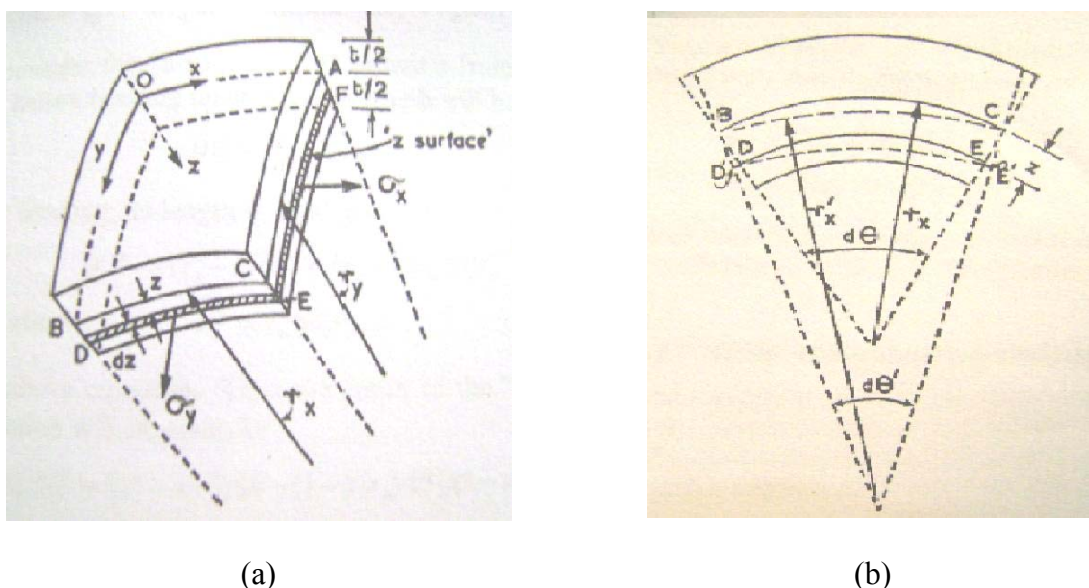 t/2
O x A
t/2
F
y z
'z surface'
σx
C
z ry
B E
D dz
rx
σy
B C
D D E E' z
r'x rx
dθ
dθ'
(a) (b)